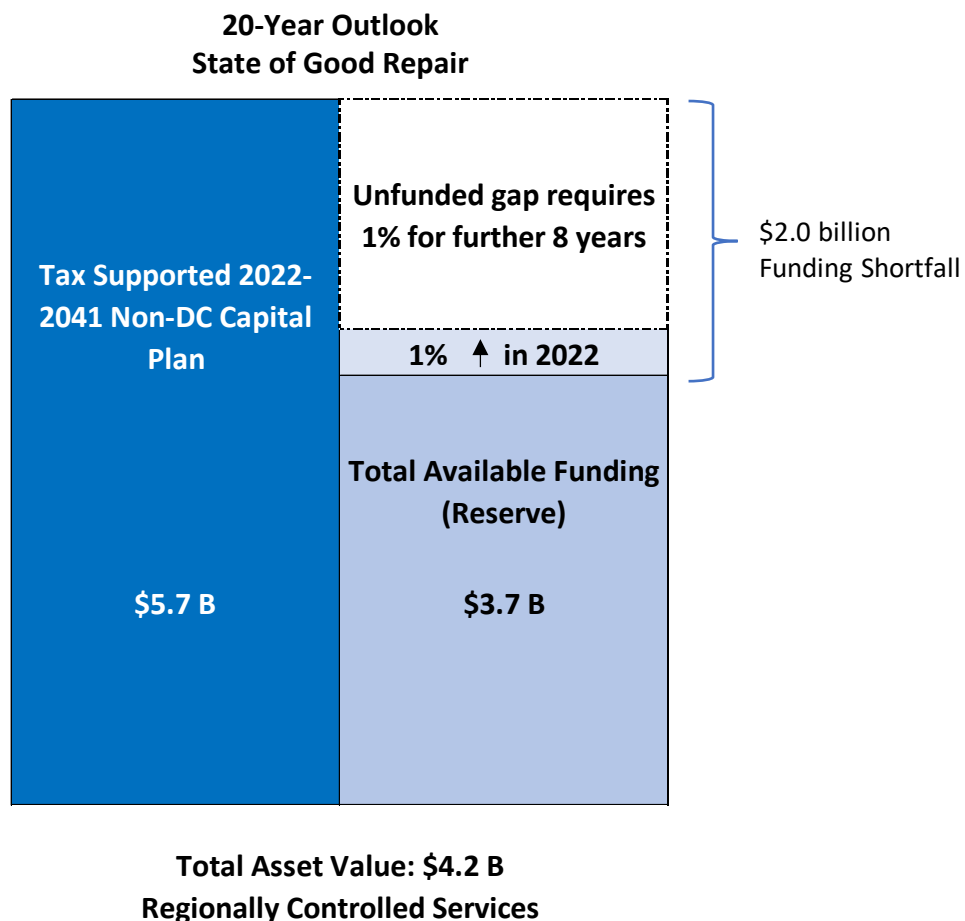 20-Year Outlook
State of Good Repair
Unfunded gap requires
1% for further 8 years
$2.0 billion
Funding Shortfall
Tax Supported 2022-
2041 Non-DC Capital
Plan
1% ↑ in 2022
Total Available Funding
(Reserve)
$5.7 B
$3.7 B
Total Asset Value: $4.2 B
Regionally Controlled Services